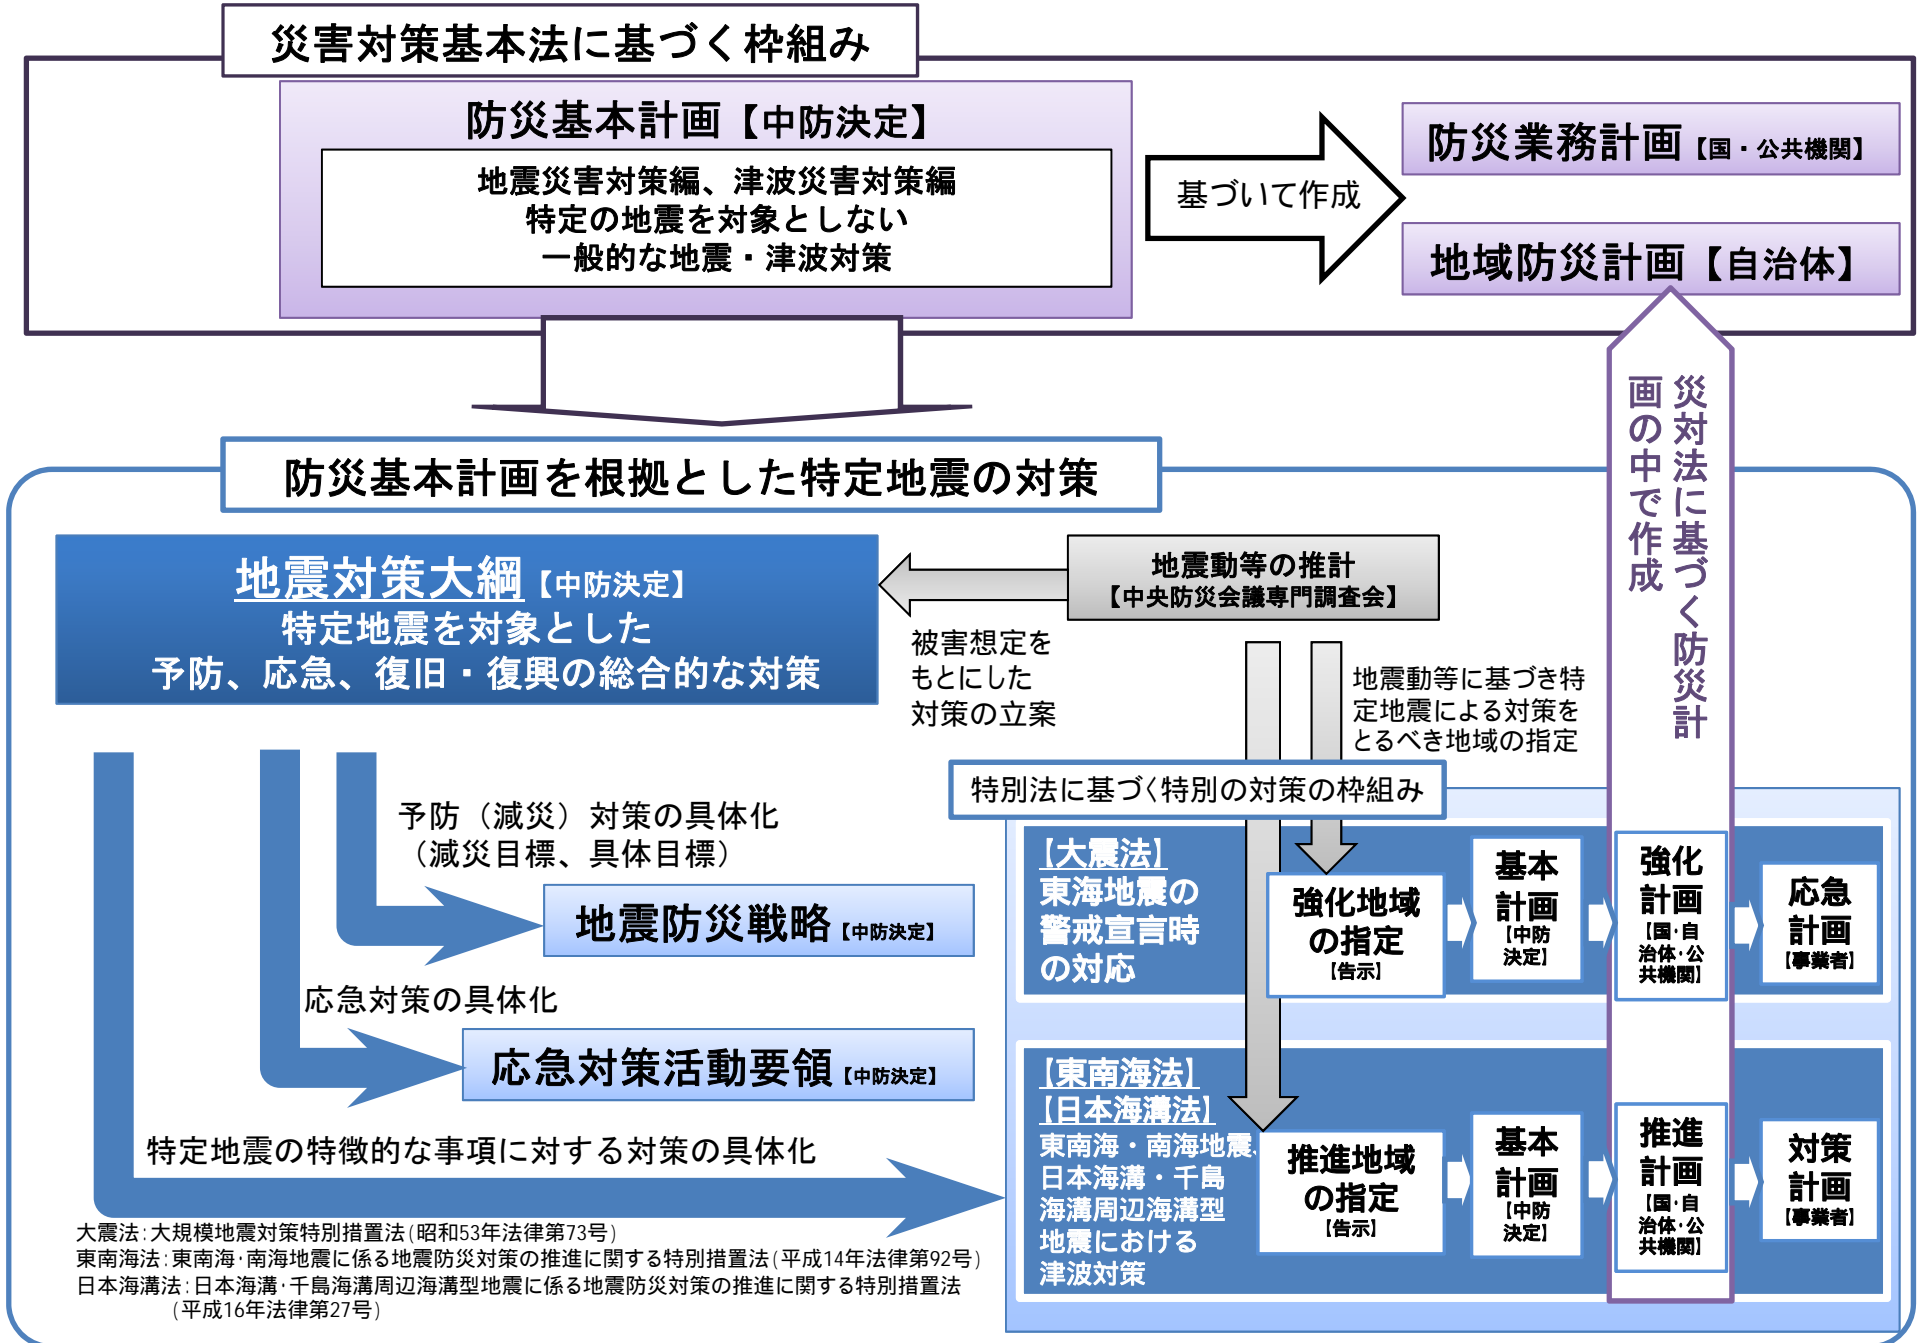 災害対策基本法に基づく枠組み
防災基本計画【中防決定】
地震災害対策編、津波災害対策編
特定の地震を対象としない
一般的な地震・津波対策
基づいて作成
防災業務計画【国・公共機関】
地域防災計画【自治体】
災対法に基づく防災計
画の中で作成
防災基本計画を根拠とした特定地震の対策
地震対策大綱【中防決定】
特定地震を対象とした
予防、応急、復旧・復興の総合的な対策
地震動等の推計
【中央防災会議専門調査会】
被害想定を
もとにした
対策の立案
地震動等に基づき特
定地震による対策を
とるべき地域の指定
予防（減災）対策の具体化
（減災目標、具体目標）
地震防災戦略【中防決定】
応急対策の具体化
応急対策活動要領【中防決定】
特定地震の特徴的な事項に対する対策の具体化
特別法に基づく特別の対策の枠組み
【大震法】
東海地震の
警戒宣言時
の対応
強化地域
の指定
【告示】
基本
計画
【中防
決定】
強化
計画
【国・自
治体・公
共機関】
応急
計画
【事業者】
【東南海法】
【日本海溝法】
東南海・南海地震、
日本海溝・千島
海溝周辺海溝型
地震における
津波対策
推進地域
の指定
【告示】
基本
計画
【中防
決定】
推進
計画
【国・自
治体・公
共機関】
対策
計画
【事業者】
大震法：大規模地震対策特別措置法（昭和53年法律第73号）
東南海法：東南海・南海地震に係る地震防災対策の推進に関する特別措置法（平成14年法律第92号）
日本海溝法：日本海溝・千島海溝周辺海溝型地震に係る地震防災対策の推進に関する特別措置法
（平成16年法律第27号）